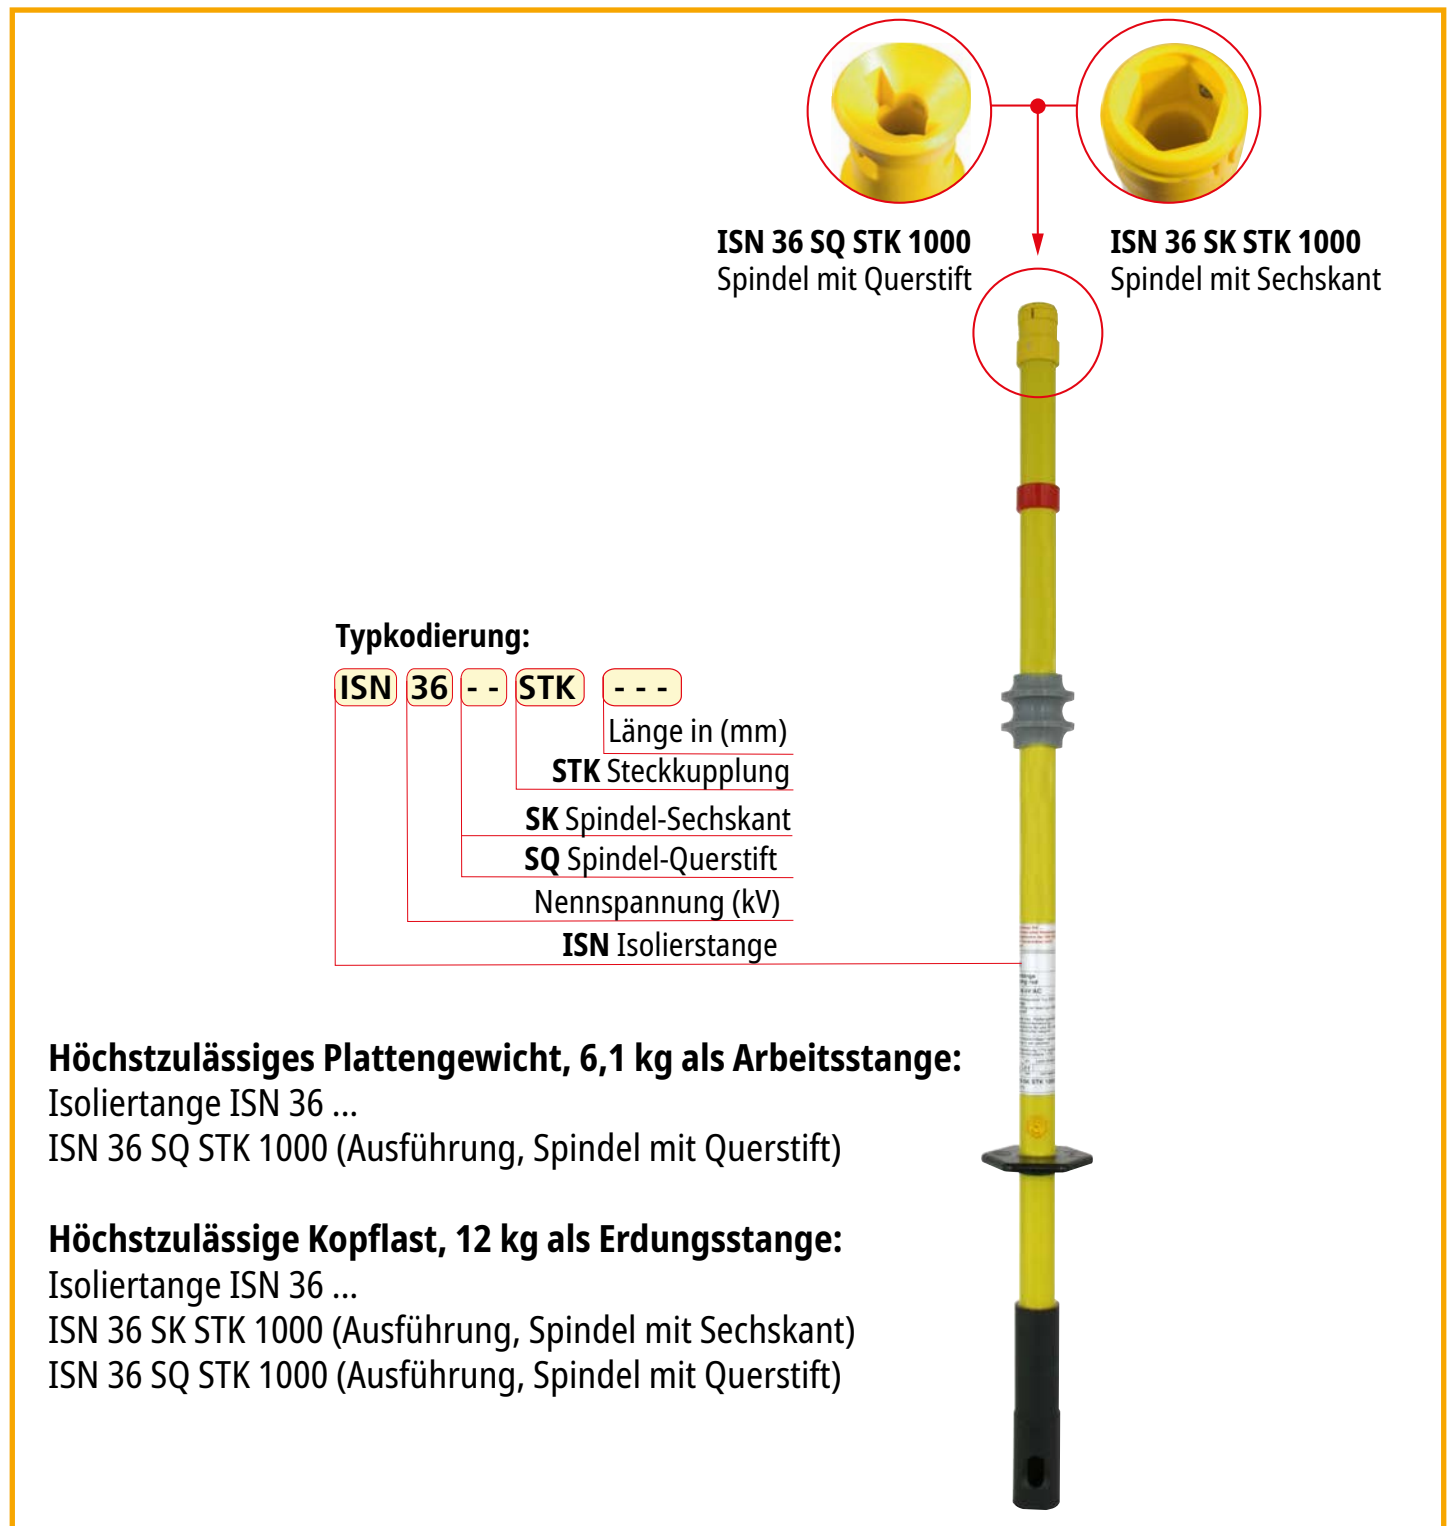 ISN 36 SQ STK 1000
Spindel mit Querstift
ISN 36 SK STK 1000
Spindel mit Sechskant
Typkodierung:
ISN 36 - - STK - - -
Länge in (mm)
STK Steckkupplung
SK Spindel-Sechskant
SQ Spindel-Querstift
Nennspannung (kV)
ISN Isolierstange
Höchstzulässiges Plattengewicht, 6,1 kg als Arbeitsstange:
Isoliertange ISN 36 ...
ISN 36 SQ STK 1000 (Ausführung, Spindel mit Querstift)
Höchstzulässige Kopflast, 12 kg als Erdungsstange:
Isoliertange ISN 36 ...
ISN 36 SK STK 1000 (Ausführung, Spindel mit Sechskant)
ISN 36 SQ STK 1000 (Ausführung, Spindel mit Querstift)